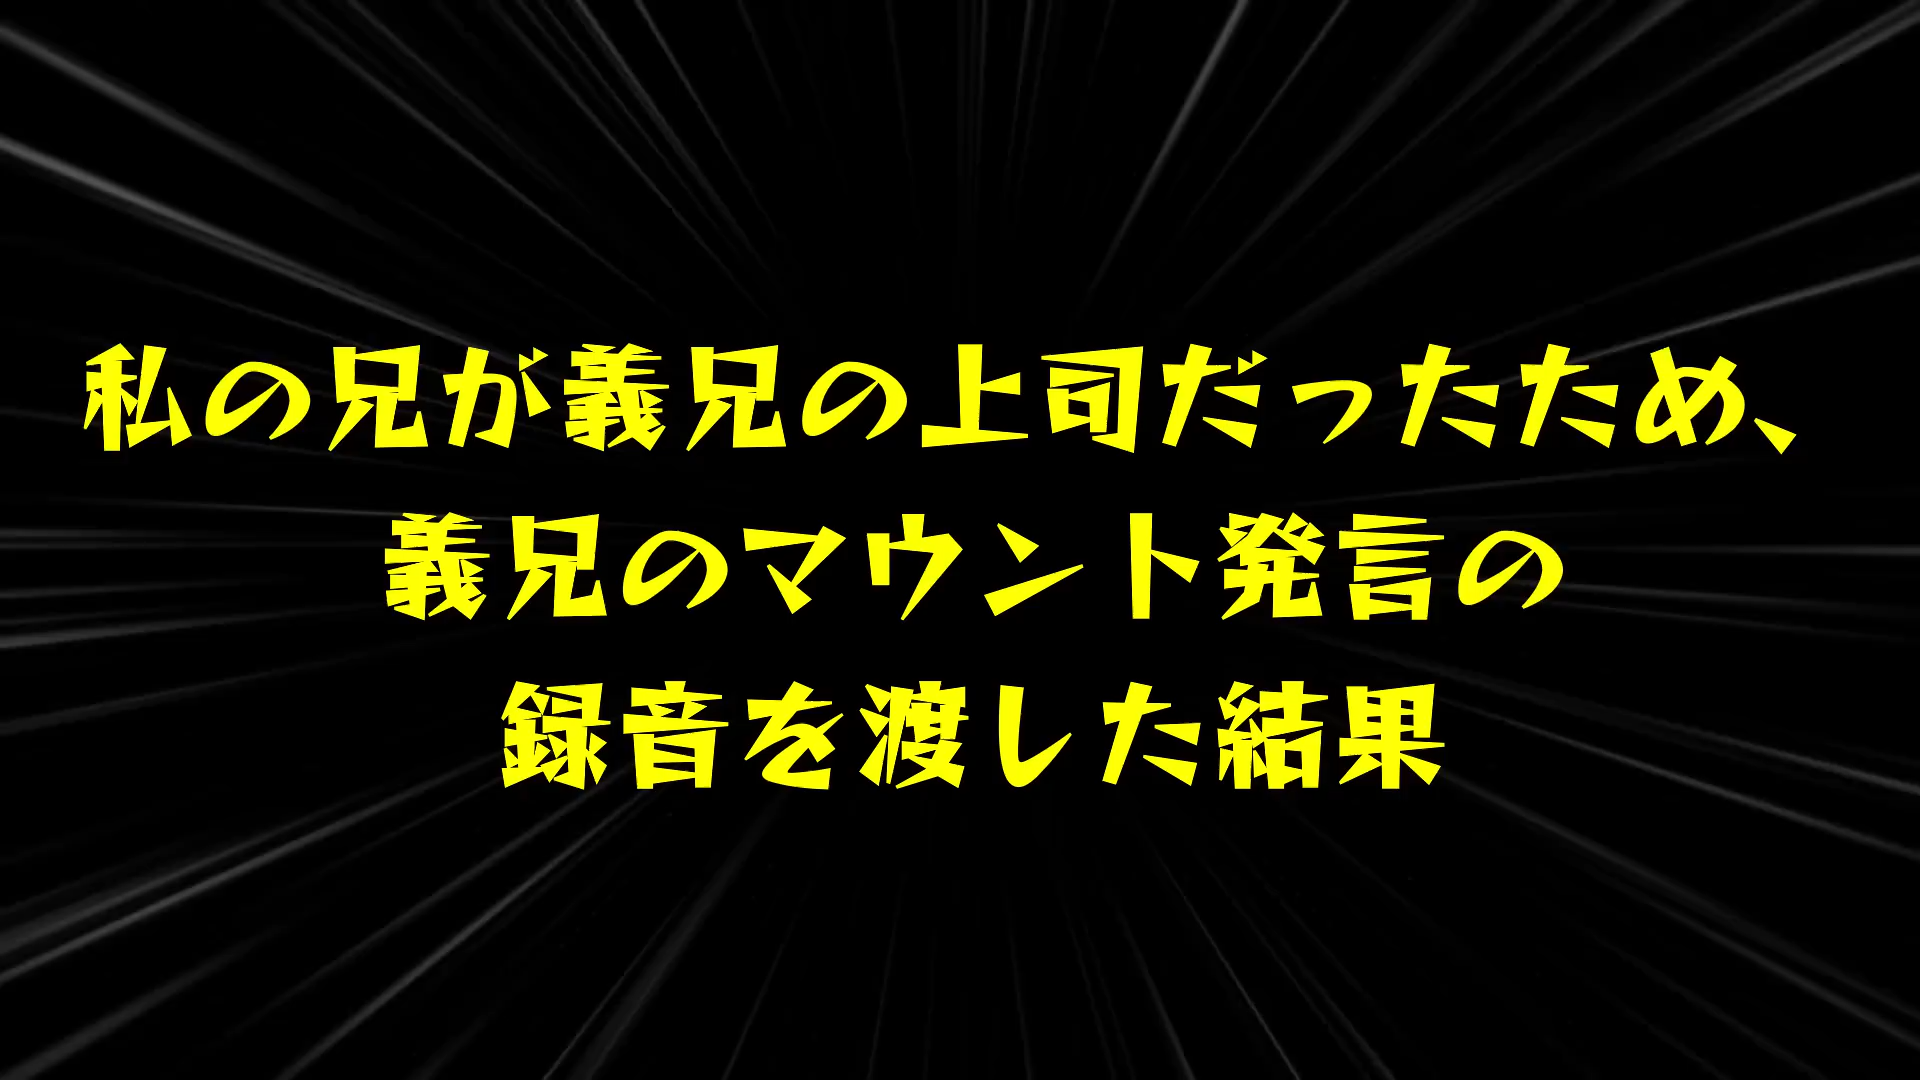 私の兄が義兄の上司だったため、
義兄のマウント発言の
録音を渡した結果